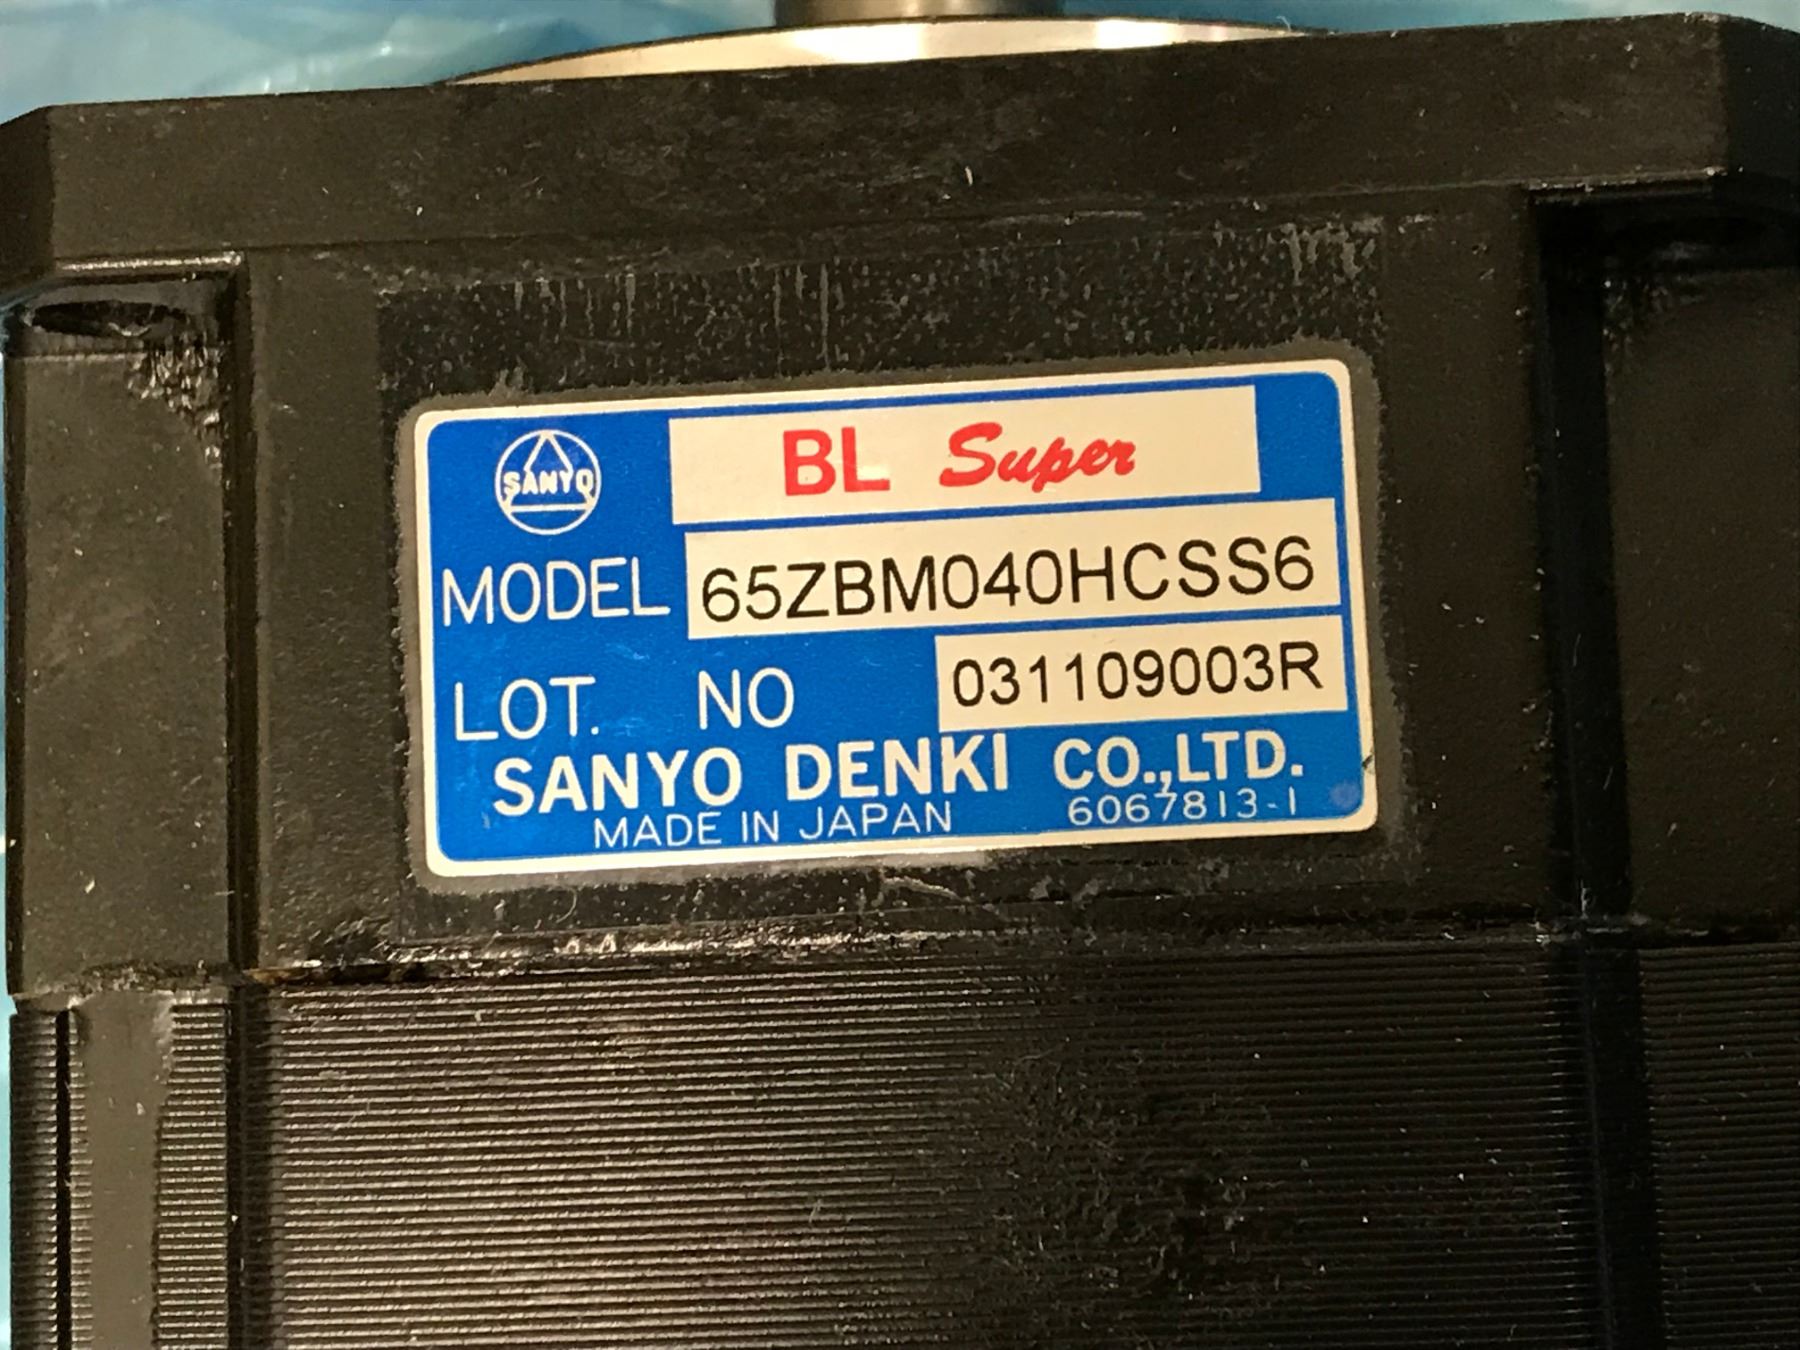 SANYO
BL Super
MODEL 65ZBM040HCSS6
LOT. NO 031109003R
SANYO DENKI CO.,LTD.
MADE IN JAPAN 6067813-1